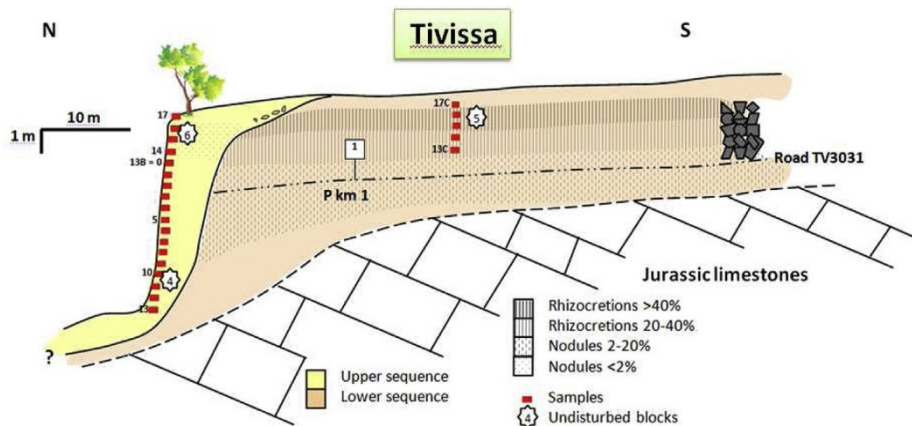 N
Tivissa
S
10 m
1 m
17
6
14
13B = 0
5
10
4
13
?
17C
5
13C
1
P km 1
Road TV3031
Jurassic limestones
Rhizocretions >40%
Rhizocretions 20-40%
Nodules 2-20%
Nodules <2%
Upper sequence
Lower sequence
Samples
4 Undisturbed blocks